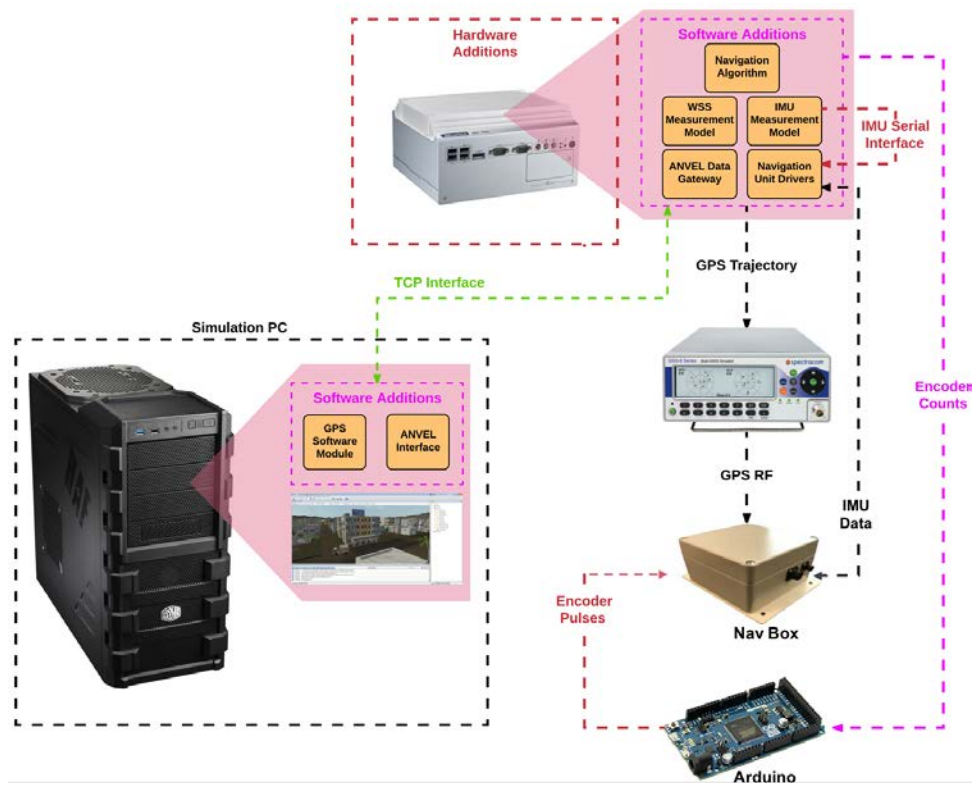 Hardware
Additions
Software Additions
Navigation
Algorithm
WSS
Measurement
Model
IMU
Measurement
Model
IMU Serial
Interface
ANVEL Data
Gateway
Navigation
Unit Drivers
GPS Trajectory
TCP Interface
Simulation PC
spectracom
Software Additions
GPS
Software
Module
ANVEL
Interface
Encoder
Counts
GPS RF
IMU
Data
Encoder
Pulses
Nav Box
Arduino